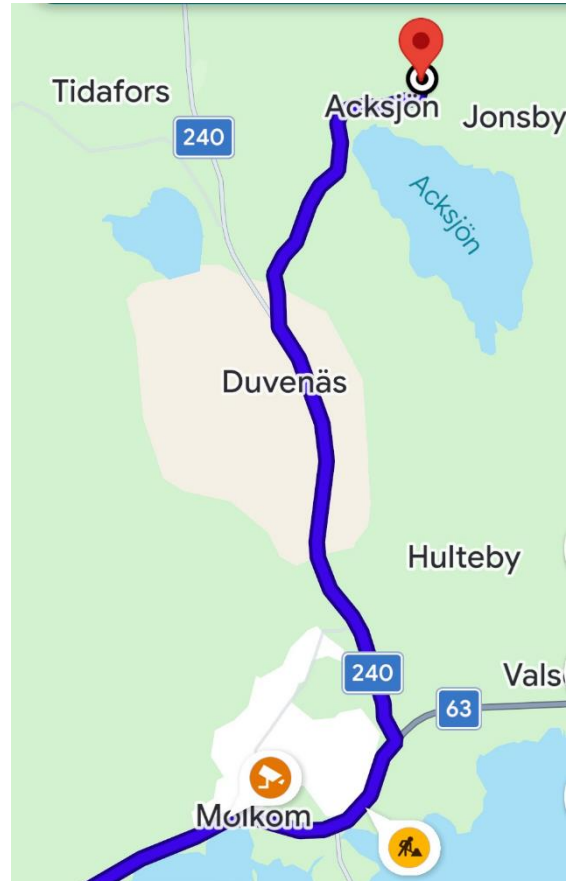 Tidafors
240
Acksjön
Jonsby
Acksjön
Duvenäs
Hulteby
240
Vals
63
Molkom